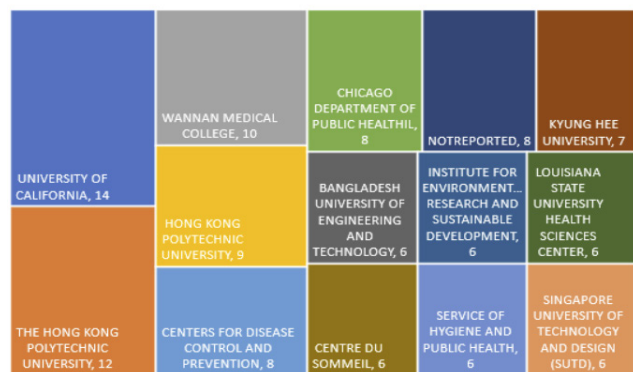 UNIVERSITY OF
CALIFORNIA, 14
THE HONG KONG
POLYTECHNIC
UNIVERSITY, 12
WANNAN MEDICAL
COLLEGE, 10
HONG KONG
POLYTECHNIC
UNIVERSITY, 9
CENTERS FOR DISEASE
CONTROL AND
PREVENTION, 8
CHICAGO
DEPARTMENT OF
PUBLIC HEALTHIL,
8
NOTREPORTED, 8
KYUNG HEE
UNIVERSITY, 7
BANGLADESH
UNIVERSITY OF
ENGINEERING
AND
TECHNOLOGY, 6
INSTITUTE FOR
ENVIRONMENT...
RESEARCH AND
SUSTAINABLE
DEVELOPMENT,
6
LOUISIANA
STATE
UNIVERSITY
HEALTH
SCIENCES
CENTER, 6
CENTRE DU
SOMMEIL, 6
SERVICE OF
HYGIENE AND
PUBLIC HEALTH,
6
SINGAPORE
UNIVERSITY OF
TECHNOLOGY
AND DESIGN
(SUTD), 6